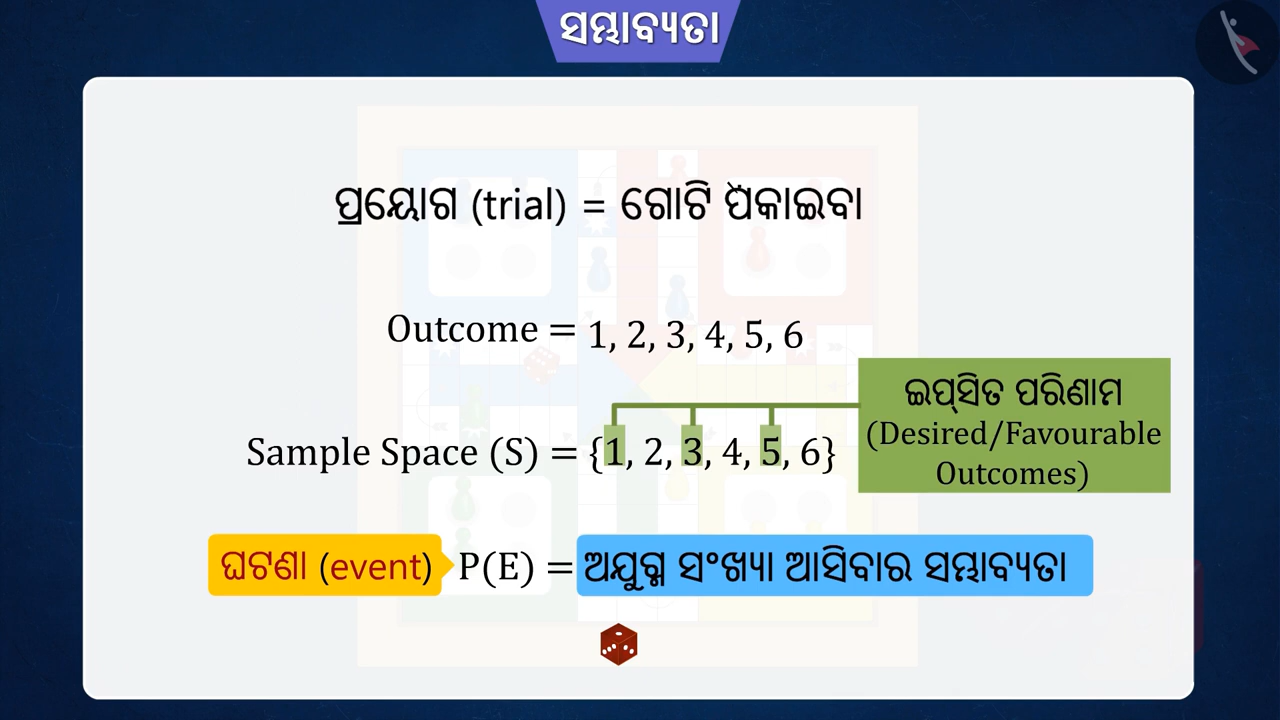 ସମ୍ଭାବ୍ୟତା
ପ୍ରୟୋଗ (trial) = ଗୋଟି ପକାଇବା
Outcome = 1, 2, 3, 4, 5, 6
ଇପ୍‌ସିତ ପରିଣାମ
(Desired/Favourable
Outcomes)
Sample Space (S) = {1, 2, 3, 4, 5, 6}
ଘଟଣା (event) P(E) = ଅଯୁଗ୍ମ ସଂଖ୍ୟା ଆସିବାର ସମ୍ଭାବ୍ୟତା